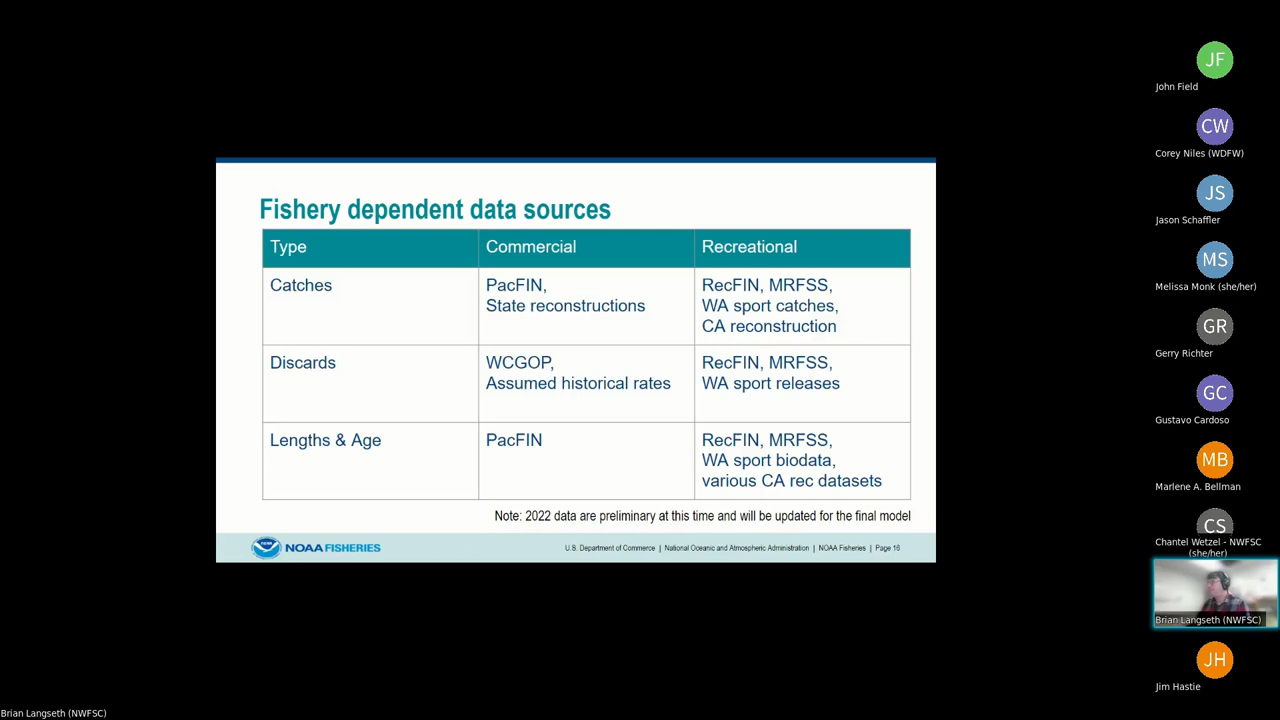 Fishery dependent data sources
Type Commercial Recreational
Catches
PacFIN,
State reconstructions
RecFIN, MRFSS,
WA sport catches,
CA reconstruction
Discards
WCGOP,
Assumed historical rates
RecFIN, MRFSS,
WA sport releases
Lengths & Age
PacFIN
RecFIN, MRFSS,
WA sport biodata,
various CA rec datasets
Note: 2022 data are preliminary at this time and will be updated for the final model
NOAA FISHERIES
U.S. Department of Commerce | National Oceanic and Atmospheric Administration | NOAA Fisheries | Page 16
JF
John Field
CW
Corey Niles (WDFW)
JS
Jason Schaffler
MS
Melissa Monk (she/her)
GR
Gerry Richter
GC
Gustavo Cardoso
MB
Marlene A. Bellman
CS
Chantel Wetzel - NWFSC
(she/her)
Brian Langseth (NWFSC)
JH
Jim Hastie
Brian Langseth (NWFSC)